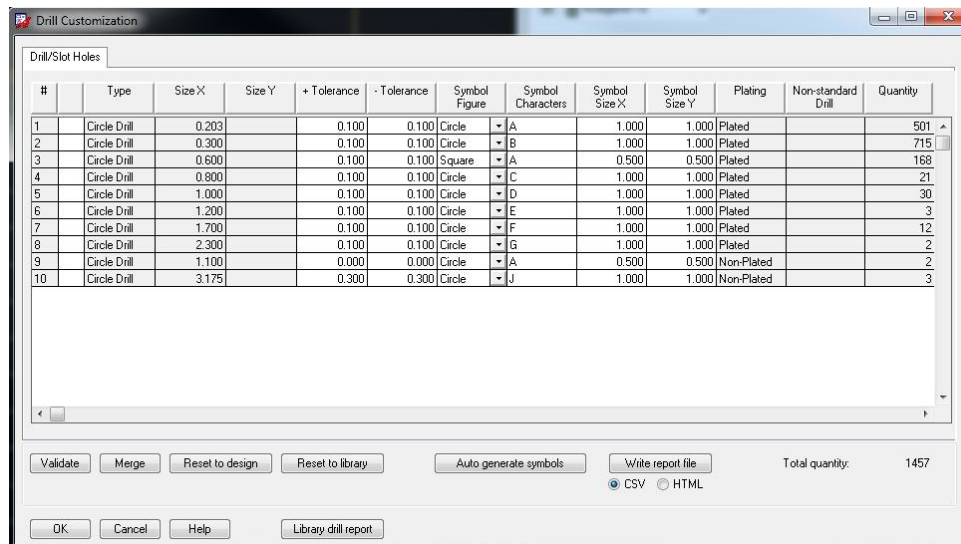 Drill Customization
Drill/Slot Holes
# Type Size X Size Y + Tolerance - Tolerance Symbol Figure Symbol Characters Symbol Size X Symbol Size Y Plating Non-standard Drill Quantity
1 Circle Drill 0.203 0.100 0.100 Circle A 1.000 1.000 Plated 501
2 Circle Drill 0.300 0.100 0.100 Circle B 1.000 1.000 Plated 715
3 Circle Drill 0.600 0.100 0.100 Square A 0.500 0.500 Plated 168
4 Circle Drill 0.800 0.100 0.100 Circle C 1.000 1.000 Plated 21
5 Circle Drill 1.000 0.100 0.100 Circle D 1.000 1.000 Plated 30
6 Circle Drill 1.200 0.100 0.100 Circle E 1.000 1.000 Plated 3
7 Circle Drill 1.700 0.100 0.100 Circle F 1.000 1.000 Plated 12
8 Circle Drill 2.300 0.100 0.100 Circle G 1.000 1.000 Plated 2
9 Circle Drill 1.100 0.000 0.000 Circle A 0.500 0.500 Non-Plated 2
10 Circle Drill 3.175 0.300 0.300 Circle J 1.000 1.000 Non-Plated 3
Validate Merge Reset to design Reset to library Auto generate symbols Write report file Total quantity: 1457
CSV HTML
OK Cancel Help Library drill report